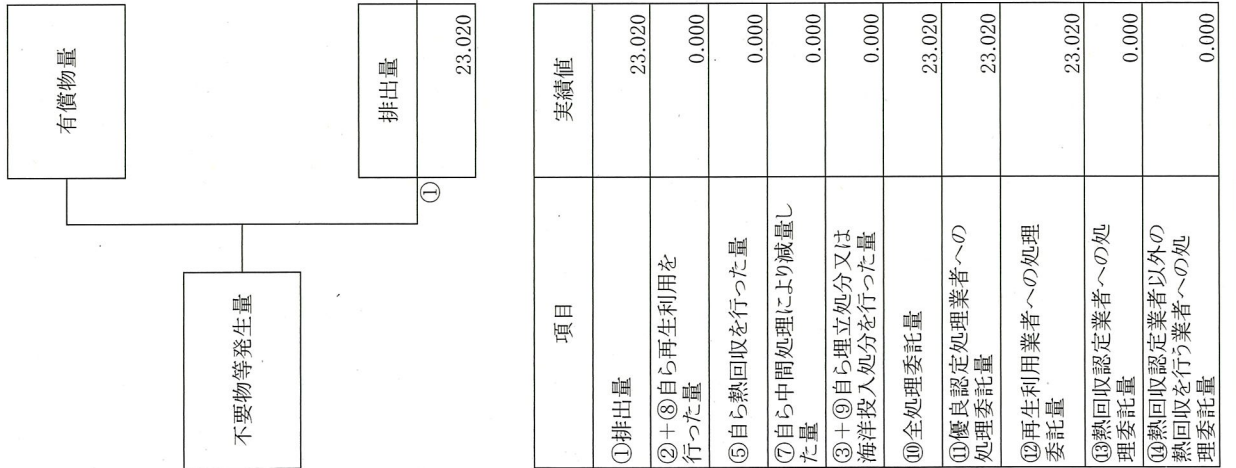 不要物等発生量
有償物量
①
排出量
23.020
項目
実績値
①排出量
23.020
②+⑧自ら再生利用を
行った量
0.000
⑤自ら熱回収を行った量
0.000
⑦自ら中間処理により減量し
た量
0.000
③+⑨自ら埋立処分又は
海洋投入処分を行った量
0.000
⑩全処理委託量
23.020
⑪優良認定処理業者への
処理委託量
23.020
⑫再生利用業者への処理
委託量
23.020
⑬熱回収認定業者への処
理委託量
0.000
⑭熱回収認定業者以外の
熱回収を行う業者への処
理委託量
0.000